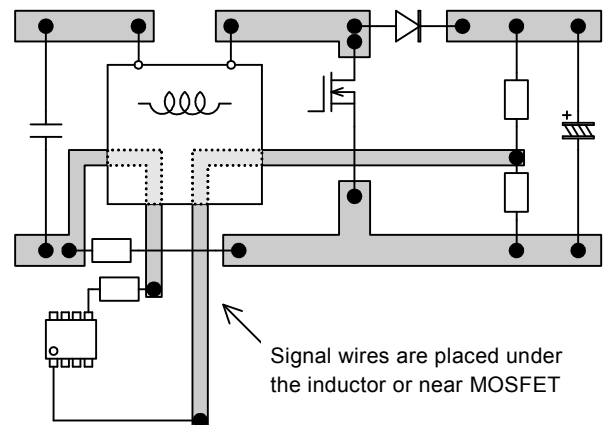 +
Signal wires are placed under
the inductor or near MOSFET